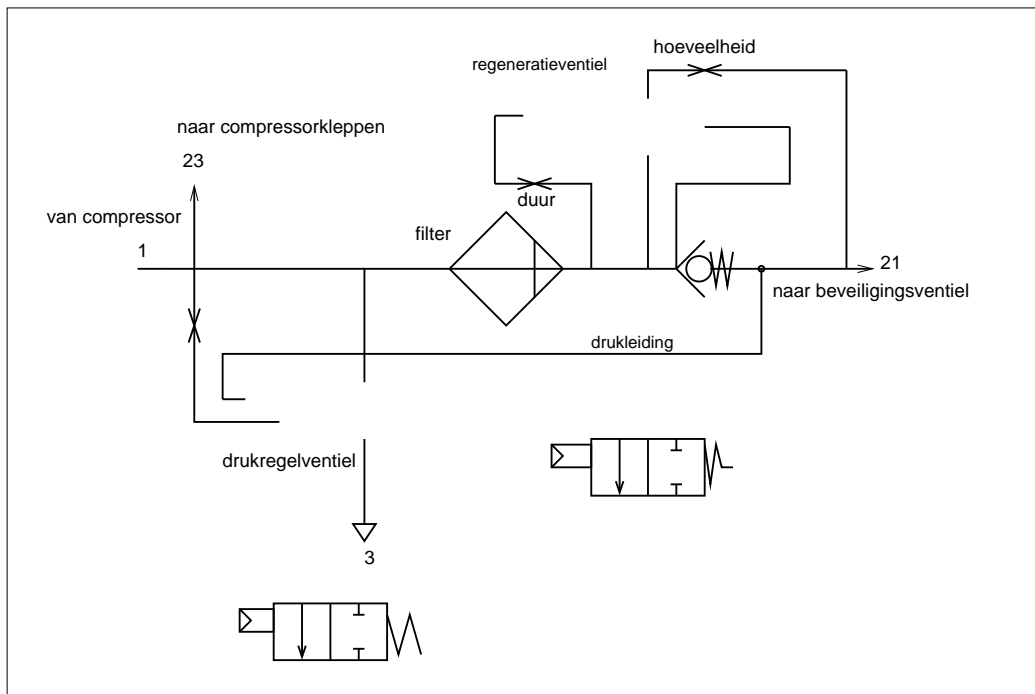 hoeveelheid
regeneratieventiel
naar compressorkleppen
23
duur
van compressor
filter
1
21
naar beveiligingsventiel
drukleiding
drukregelventiel
3